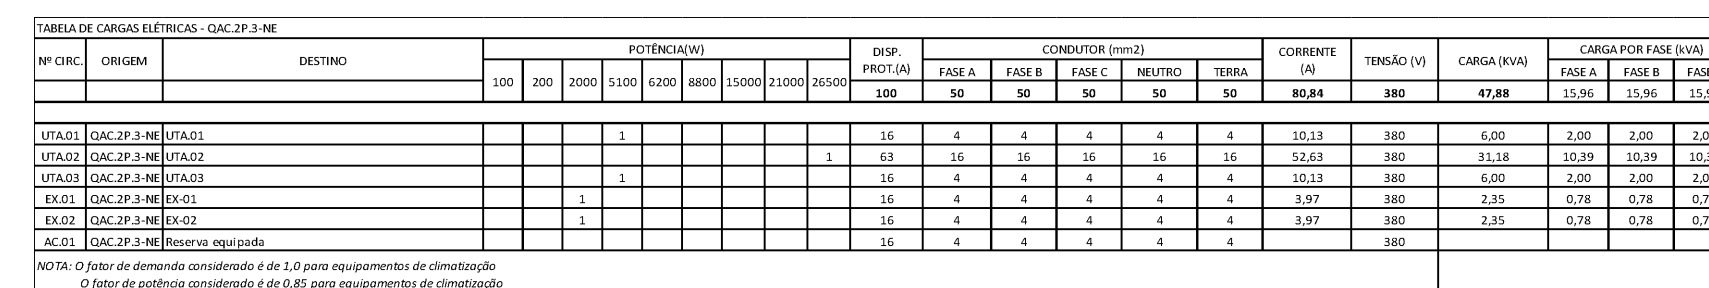 TABELA DE CARGAS ELÉTRICAS - QAC.2P.3-NE
Nº CIRC. ORIGEM DESTINO POTÊNCIA(W) DISP. PROT.(A) CONDUTOR (mm2) CORRENTE (A) TENSÃO (V) CARGA (KVA) CARGA POR FASE (kVA)
100 200 2000 5100 6200 8800 15000 21000 26500 FASE A FASE B FASE C NEUTRO TERRA FASE A FASE B
100 50 50 50 50 50 80,84 380 47,88 15,96 15,96
UTA.01 QAC.2P.3-NE UTA.01 1 16 4 4 4 4 4 10,13 380 6,00 2,00 2,00
UTA.02 QAC.2P.3-NE UTA.02 1 63 16 16 16 16 16 52,63 380 31,18 10,39 10,39
UTA.03 QAC.2P.3-NE UTA.03 1 16 4 4 4 4 4 10,13 380 6,00 2,00 2,00
EX.01 QAC.2P.3-NE EX-01 1 16 4 4 4 4 4 3,97 380 2,35 0,78 0,78
EX.02 QAC.2P.3-NE EX-02 1 16 4 4 4 4 4 3,97 380 2,35 0,78 0,78
AC.01 QAC.2P.3-NE Reserva equipada 16 4 4 4 4 4 380
NOTA: O fator de demanda considerado é de 1,0 para equipamentos de climatização
O fator de potência considerado é de 0,85 para equipamentos de climatização